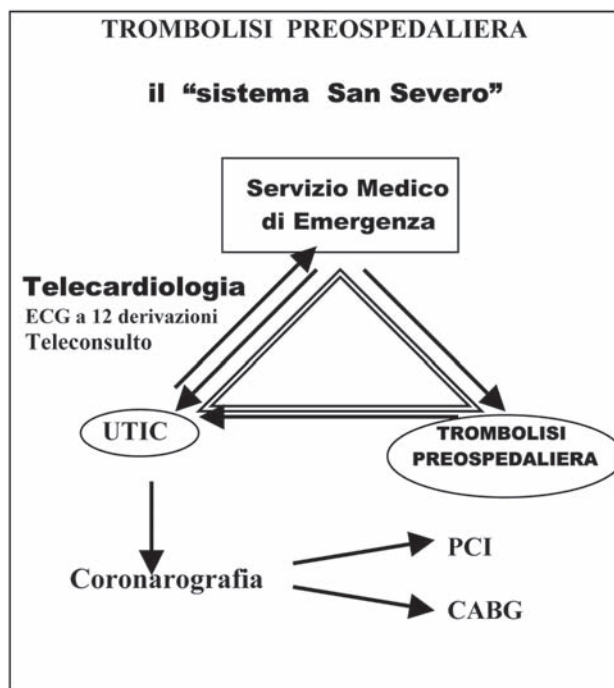 TROMBOLISI PREOSPEDALIERA
il “sistema San Severo”
Servizio Medico
di Emergenza
Telecardiologia
ECG a 12 derivazioni
Teleconsulto
UTIC
TROMBOLISI
PREOSPEDALIERA
Coronarografia
PCI
CABG